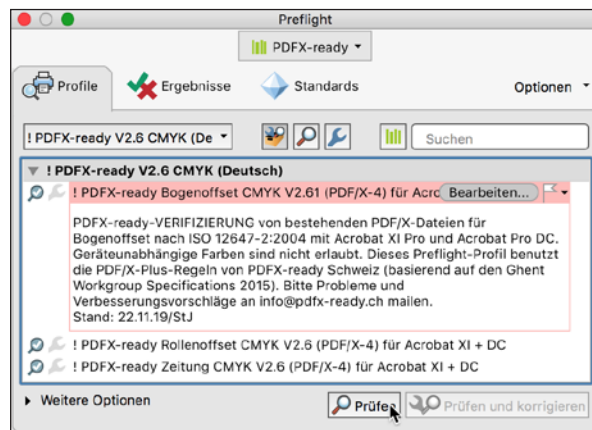 Preflight
PDFX-ready
Profile Ergebnisse Standards Optionen
! PDFX-ready V2.6 CMYK (De Suchen
! PDFX-ready V2.6 CMYK (Deutsch)
! PDFX-ready Bogenoffset CMYK V2.61 (PDF/X-4) für Acro Bearbeiten...
PDFX-ready-VERIFIZIERUNG von bestehenden PDF/X-Dateien für
Bogenoffset nach ISO 12647-2:2004 mit Acrobat XI Pro und Acrobat Pro DC.
Geräteunabhängige Farben sind nicht erlaubt. Dieses Preflight-Profil benutzt
die PDF/X-Plus-Regeln von PDFX-ready Schweiz (basierend auf den Ghent
Workgroup Specifications 2015). Bitte Probleme und
Verbesserungsvorschläge an info@pdfx-ready.ch mailen.
Stand: 22.11.19/StJ
! PDFX-ready Rollenoffset CMYK V2.6 (PDF/X-4) für Acrobat XI + DC
! PDFX-ready Zeitung CMYK V2.6 (PDF/X-4) für Acrobat XI + DC
Weitere Optionen Prüfen Prüfen und korrigieren